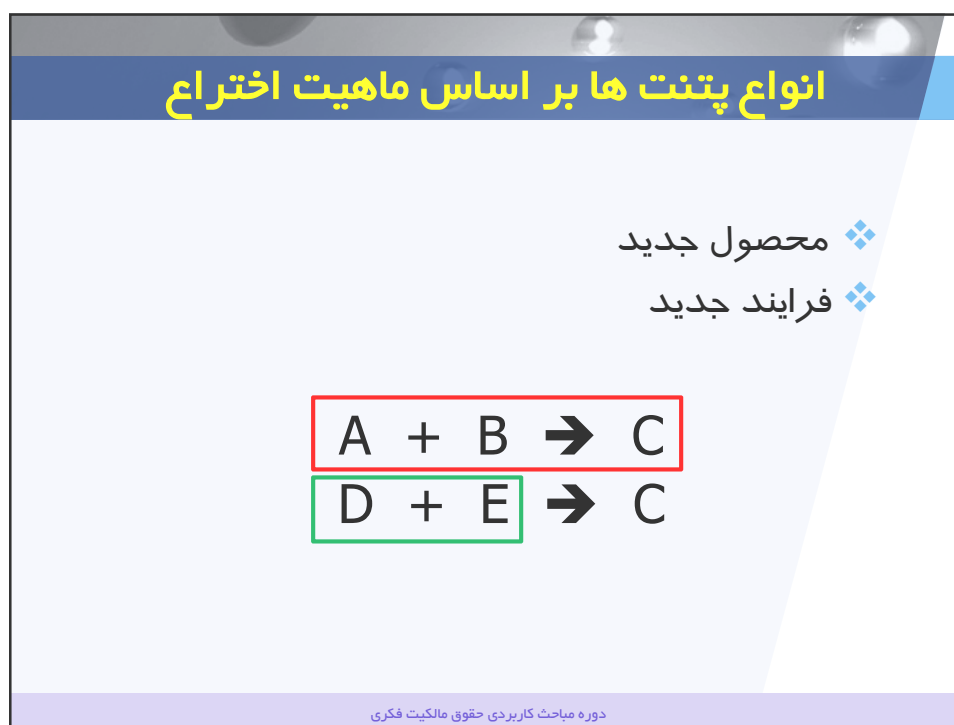 انواع پتنت ها بر اساس ماهیت اختراع
❖ محصول جدید
❖ فرایند جدید
A + B ➔ C
D + E ➔ C
دوره مباحث کاربردی حقوق مالکیت فکری